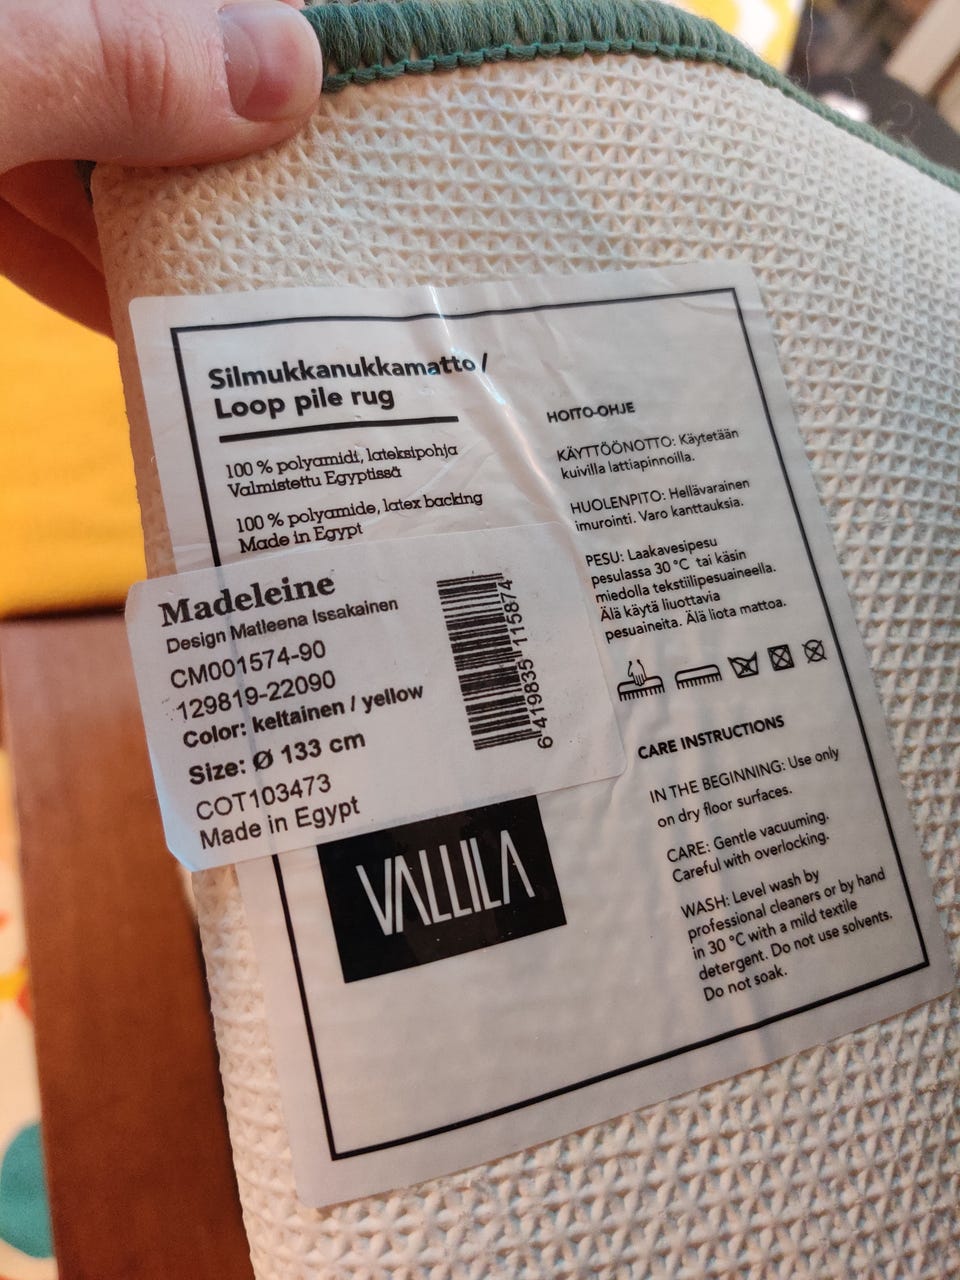 Silmukkanukkamatto /
Loop pile rug
100 % polyamidi, lateksipohja
Valmistettu Egyptissä
100 % polyamide, latex backing
Made in Egypt
Madeleine
Design Matleena Issakainen
CM001574-90
129819-22090
Color: keltainen / yellow
Size: Ø 133 cm
COT103473
Made in Egypt
6 419835 115874
VALLILA
HOITO-OHJE
KÄYTTÖÖNOTTO: Käytetään
kuivilla lattiapinnoilla.
HUOLENPITO: Hellävarainen
imurointi. Varo kanttauksia.
PESU: Laakavesipesu
pesulassa 30 °C tai käsin
miedolla tekstiilipesuaineella.
Älä käytä liuottavia
pesuaineita. Älä liota mattoa.
CARE INSTRUCTIONS
IN THE BEGINNING: Use only
on dry floor surfaces.
CARE: Gentle vacuuming.
Careful with overlocking.
WASH: Level wash by
professional cleaners or by hand
in 30 °C with a mild textile
detergent. Do not use solvents.
Do not soak.